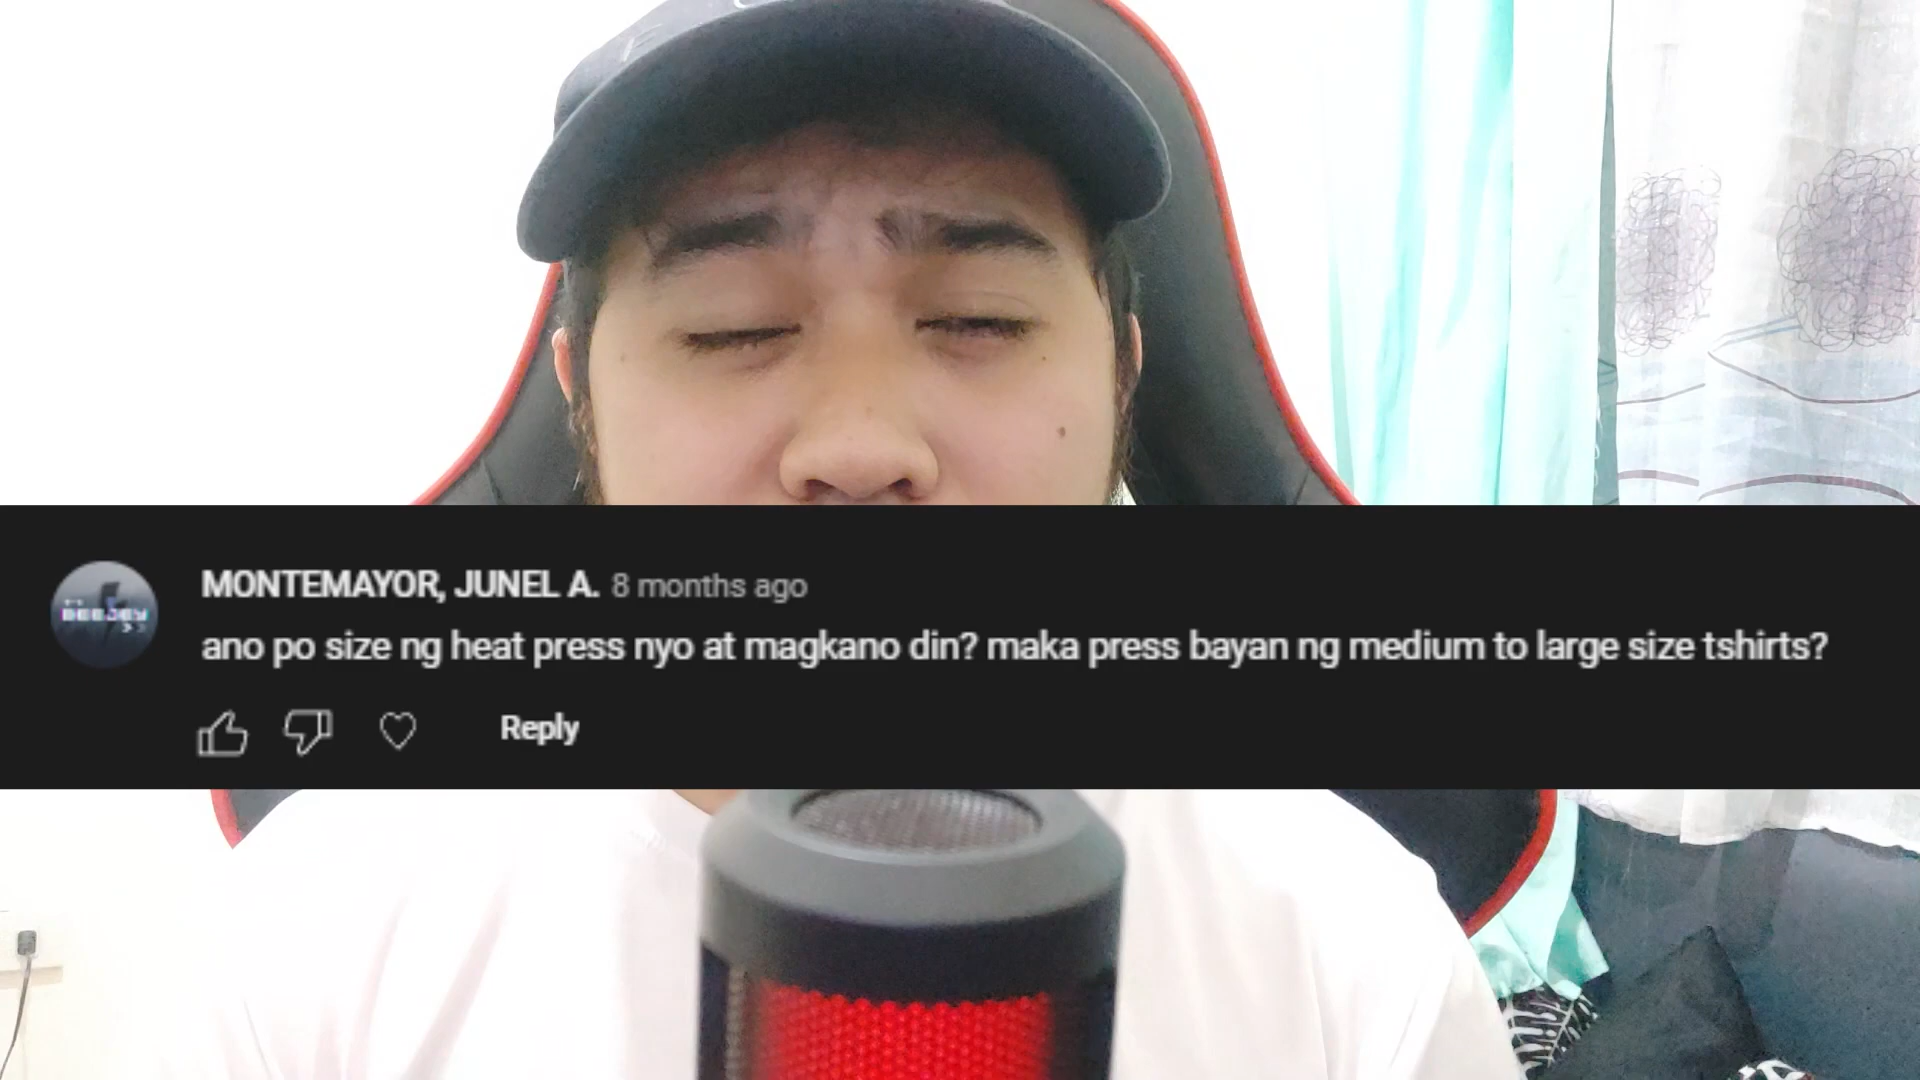 MONTEMAYOR, JUNEL A. 8 months ago
ano po size ng heat press nyo at magkano din? maka press bayan ng medium to large size tshirts?
Reply